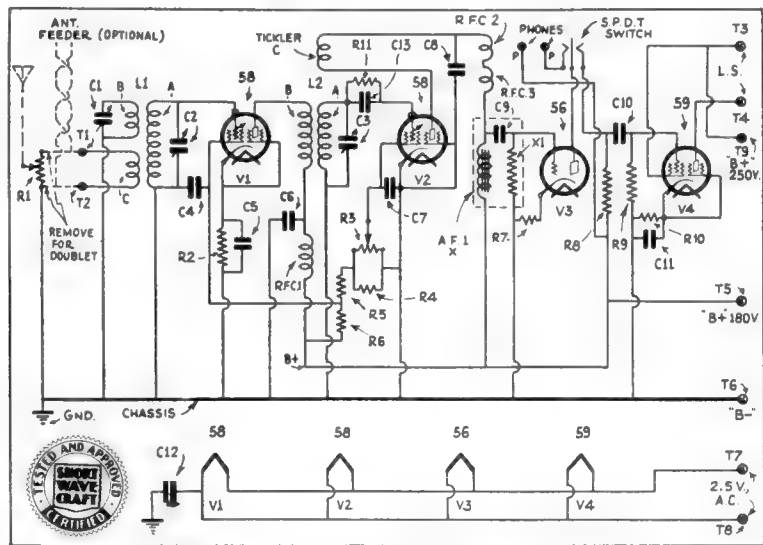 ANT.
FEEDER (OPTIONAL)
TICKLER
C
R.F.C 2
PHONES
S.P.D.T
SWITCH
T3
L.S.
T4
T9
"B+"
250V.
C1
B
L1
A
58
B
L2
R11
C13
A
C8
58
R.F.C.3
P
P
56
C10
59
C9
T1
C2
C3
X1
R1
T2
C
C4
V1
C6
V2
C7
V3
V4
REMOVE
FOR
DOUBLET
R2
C5
R3
A.F.1
X
R7
R8
R9
R10
C11
RFC1
R4
R5
R6
T5
"B+" 180V.
B+
T6
"B-"
GND.
CHASSIS
58
58
56
59
C12
V1
V2
V3
V4
T7
2.5V.,
A.C.
T8
TESTED AND APPROVED
SHORT
WAVE
CRAFT
CERTIFIED